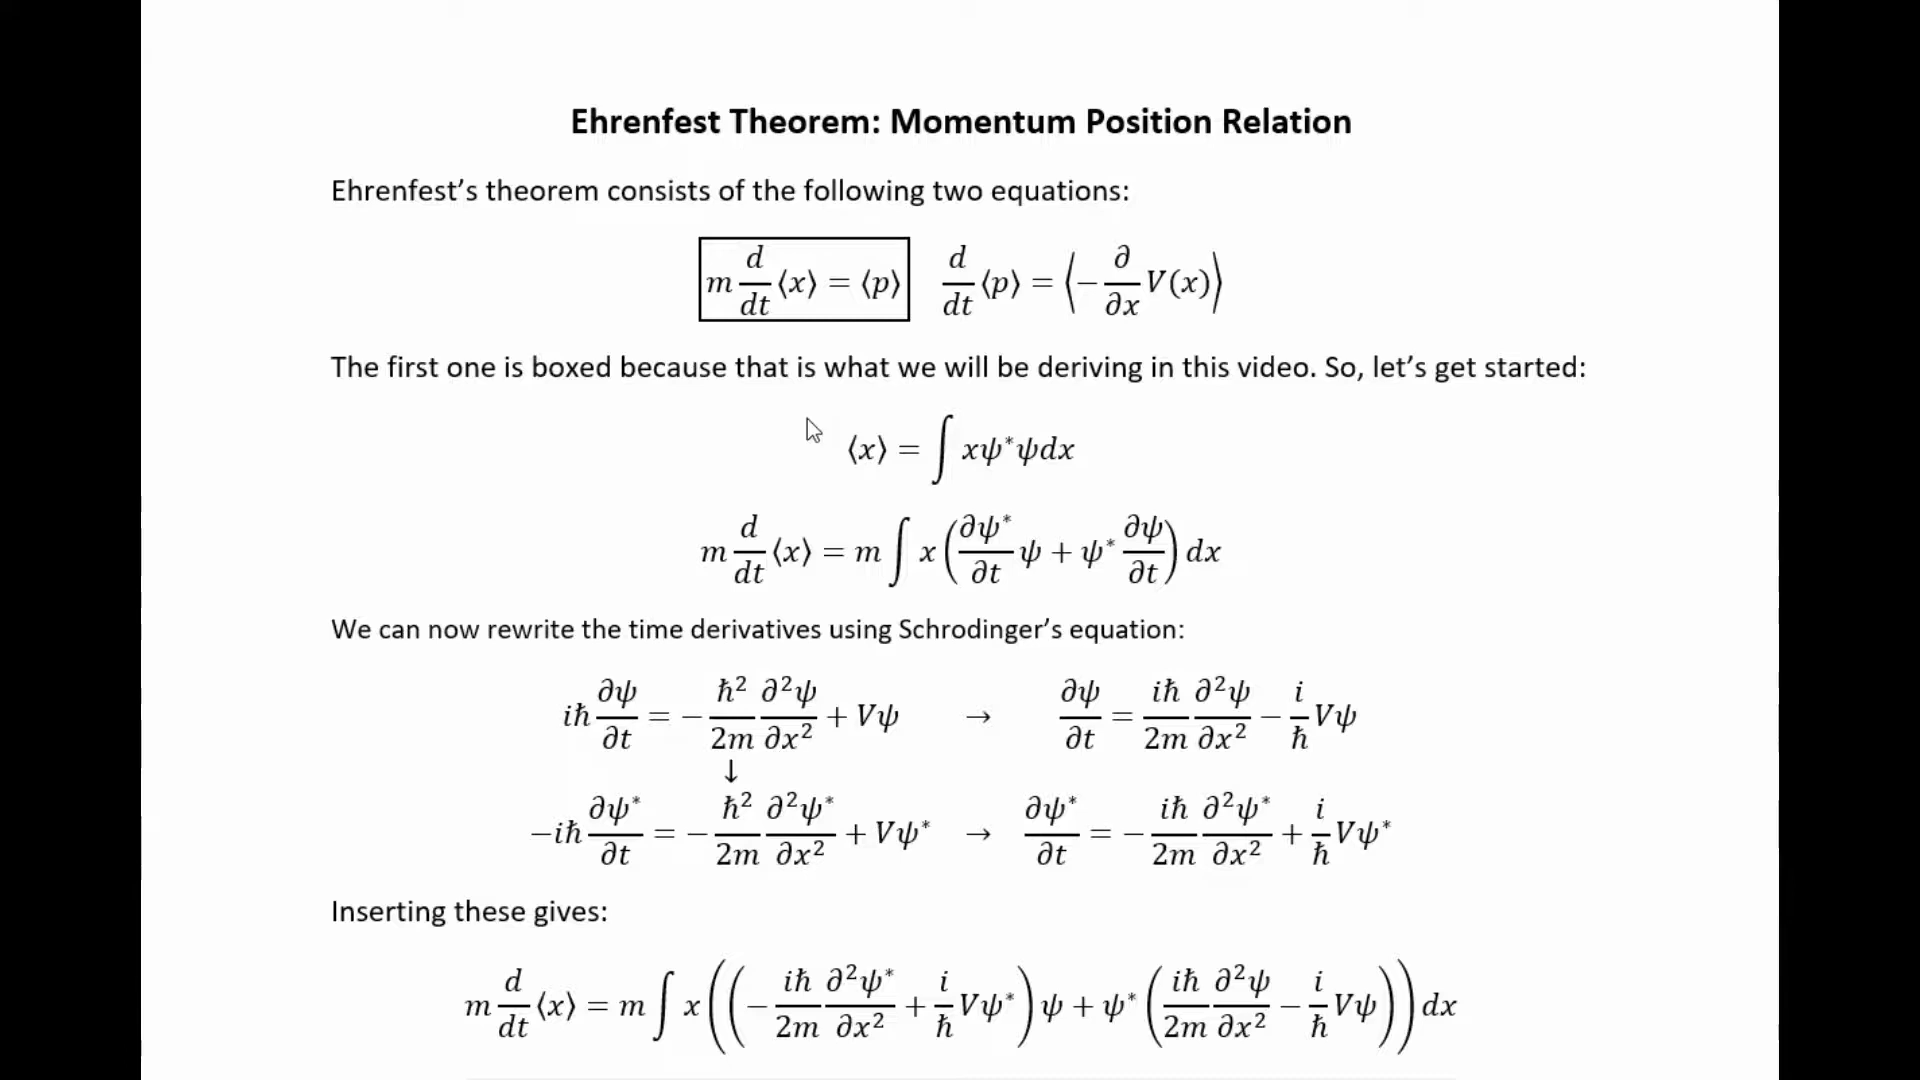 Ehrenfest Theorem: Momentum Position Relation
Ehrenfest’s theorem consists of the following two equations:
m d/dt ⟨x⟩ = ⟨p⟩   d/dt ⟨p⟩ = ⟨−∂/∂x V(x)⟩
The first one is boxed because that is what we will be deriving in this video. So, let’s get started:
⟨x⟩ = ∫ xψ*ψdx
m d/dt ⟨x⟩ = m ∫ x(∂ψ*/∂t ψ + ψ* ∂ψ/∂t) dx
We can now rewrite the time derivatives using Schrodinger’s equation:
iħ ∂ψ/∂t = − ħ²/2m ∂²ψ/∂x² + Vψ → ∂ψ/∂t = iħ/2m ∂²ψ/∂x² − i/ħ Vψ
↓
−iħ ∂ψ*/∂t = − ħ²/2m ∂²ψ*/∂x² + Vψ* → ∂ψ*/∂t = − iħ/2m ∂²ψ*/∂x² + i/ħ Vψ*
Inserting these gives:
m d/dt ⟨x⟩ = m ∫ x((− iħ/2m ∂²ψ*/∂x² + i/ħ Vψ*)ψ + ψ*(iħ/2m ∂²ψ/∂x² − i/ħ Vψ)) dx